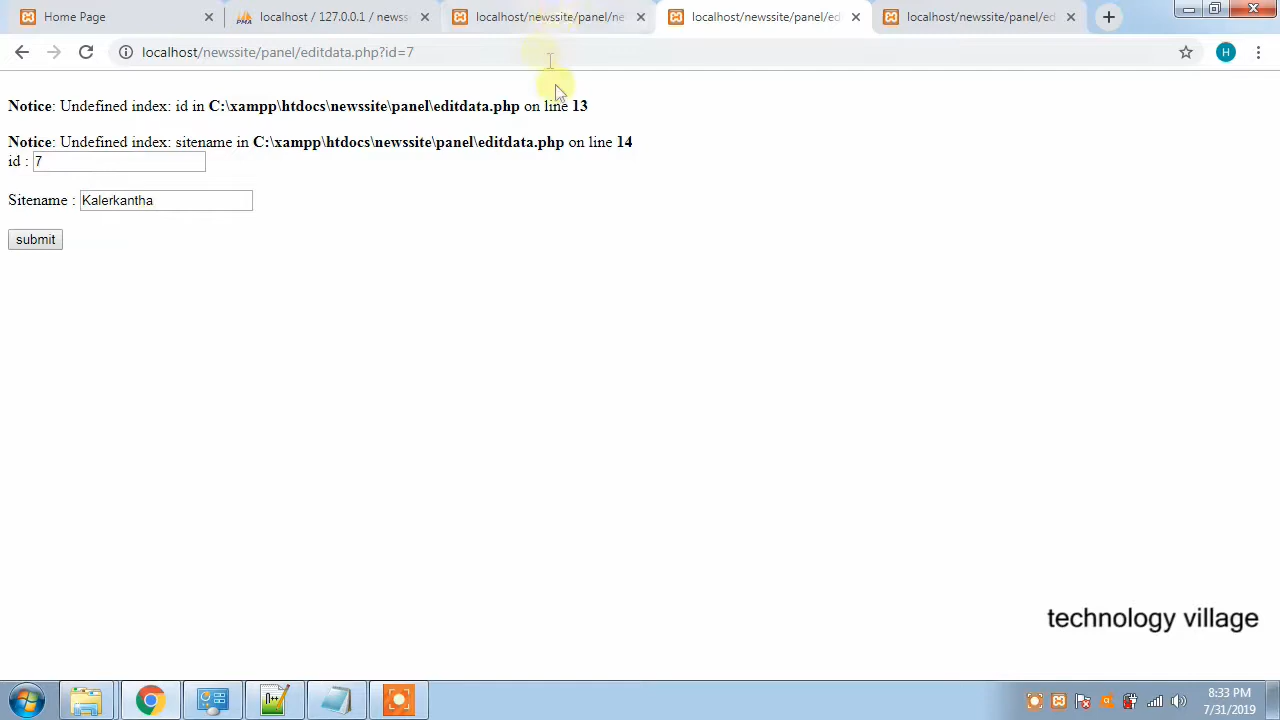 Home Page
localhost / 127.0.0.1 / newss
localhost/newssite/panel/ne
localhost/newssite/panel/ed
localhost/newssite/panel/ed
localhost/newssite/panel/editdata.php?id=7
H
Notice: Undefined index: id in C:\xampp\htdocs\newssite\panel\editdata.php on line 13
Notice: Undefined index: sitename in C:\xampp\htdocs\newssite\panel\editdata.php on line 14
id : 7
Sitename : Kalerkantha
submit
technology village
8:33 PM
7/31/2019